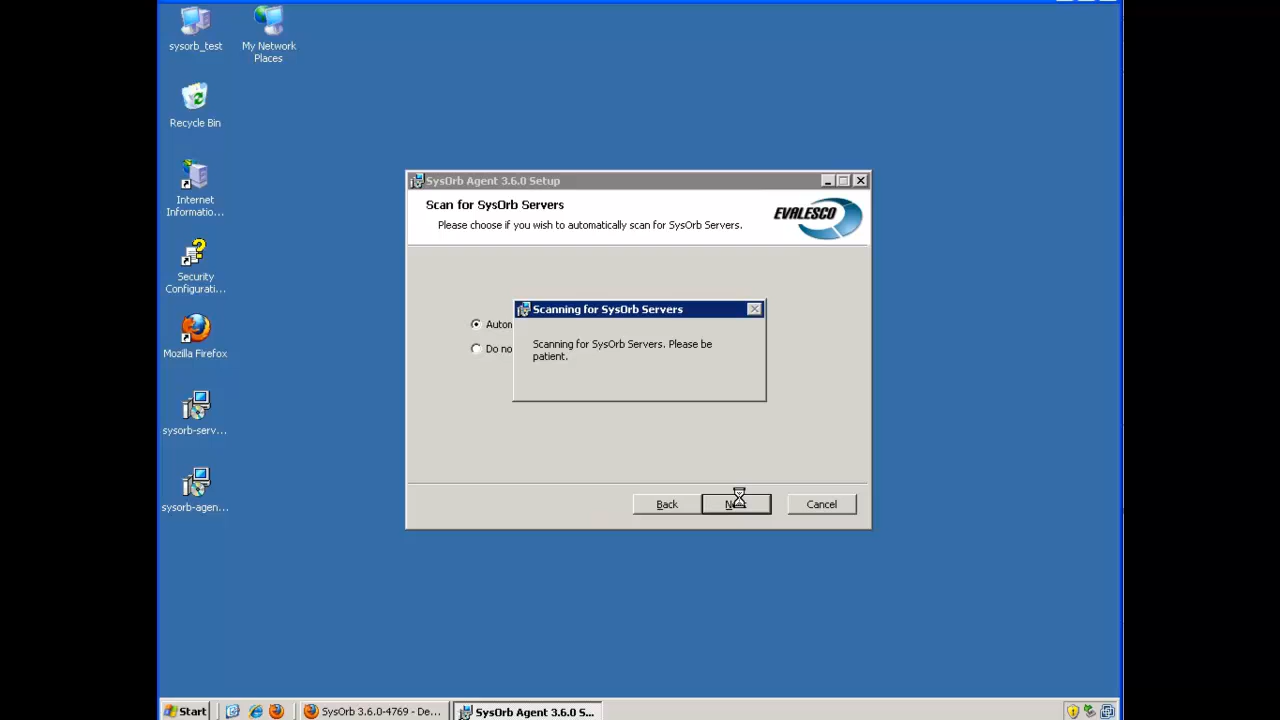 sysorb_test
My Network
Places
Recycle Bin
Internet
Informatio...
Security
Configurati...
Mozilla Firefox
sysorb-serv...
sysorb-agen...
SysOrb Agent 3.6.0 Setup
Scan for SysOrb Servers
Please choose if you wish to automatically scan for SysOrb Servers.
EVALESCO
Scanning for SysOrb Servers
Scanning for SysOrb Servers. Please be
patient.
Back
Cancel
Start
SysOrb 3.6.0-4769 - De...
SysOrb Agent 3.6.0 S...